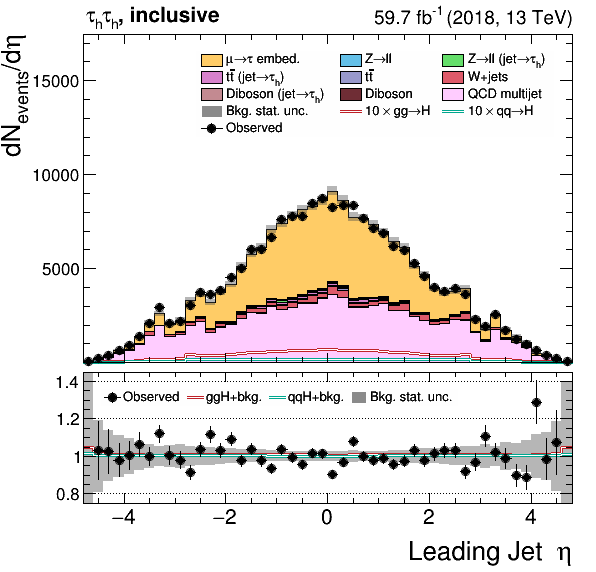 τhτh, inclusive 59.7 fb-1 (2018, 13 TeV)
dNevents/dη
15000
10000
5000
μ→τ embed. Z→ll Z→ll (jet→τh)
tt̄ (jet→τh) tt̄ W+jets
Diboson (jet→τh) Diboson QCD multijet
Bkg. stat. unc. 10 × gg→H 10 × qq→H
Observed
1.4
1.2
1
0.8
Observed ggH+bkg. qqH+bkg. Bkg. stat. unc.
−4 −2 0 2 4
Leading Jet η